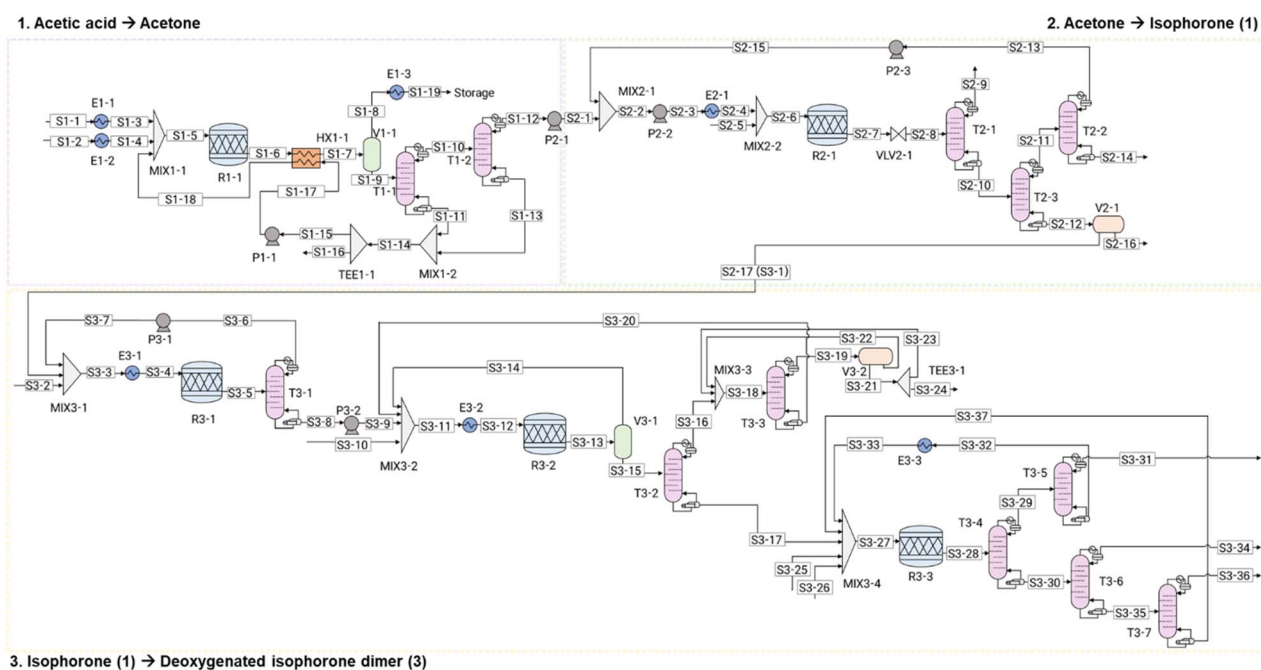 1. Acetic acid → Acetone
2. Acetone → Isophorone (1)
E1-3
S1-19
Storage
S1-8
E1-1
S1-1
S1-3
S1-2
S1-4
E1-2
MIX1-1
S1-5
R1-1
S1-6
HX1-1
S1-7
V1-1
S1-9
T1-1
S1-10
T1-2
S1-12
S1-11
S1-13
S1-17
S1-18
P1-1
S1-15
S1-16
TEE1-1
S1-14
MIX1-2
P2-1
S2-1
S2-15
P2-3
S2-13
MIX2-1
S2-2
P2-2
S2-3
E2-1
S2-4
S2-5
MIX2-2
S2-6
R2-1
S2-7
VLV2-1
S2-8
S2-9
T2-1
S2-10
S2-11
T2-2
S2-14
T2-3
S2-12
V2-1
S2-16
S2-17 (S3-1)
S3-7
P3-1
S3-6
S3-2
MIX3-1
S3-3
E3-1
S3-4
R3-1
S3-5
T3-1
S3-8
P3-2
S3-9
S3-10
S3-20
S3-14
MIX3-2
S3-11
E3-2
S3-12
R3-2
S3-13
V3-1
S3-15
T3-2
S3-16
S3-17
MIX3-3
S3-18
T3-3
S3-19
S3-22
S3-23
V3-2
S3-21
TEE3-1
S3-24
S3-37
S3-33
E3-3
S3-32
S3-31
S3-25
S3-26
MIX3-4
S3-27
R3-3
S3-28
T3-4
S3-29
T3-5
S3-30
T3-6
S3-34
S3-35
S3-36
T3-7
3. Isophorone (1) → Deoxygenated isophorone dimer (3)